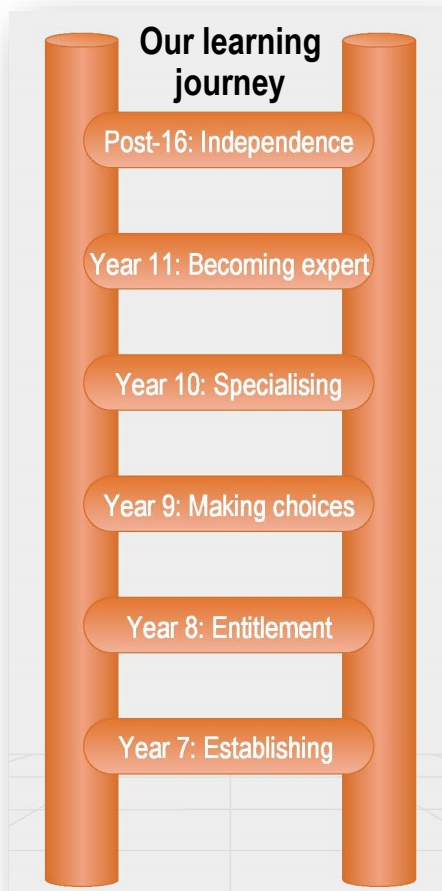 Our learning
journey
Post-16: Independence
Year 11: Becoming expert
Year 10: Specialising
Year 9: Making choices
Year 8: Entitlement
Year 7: Establishing